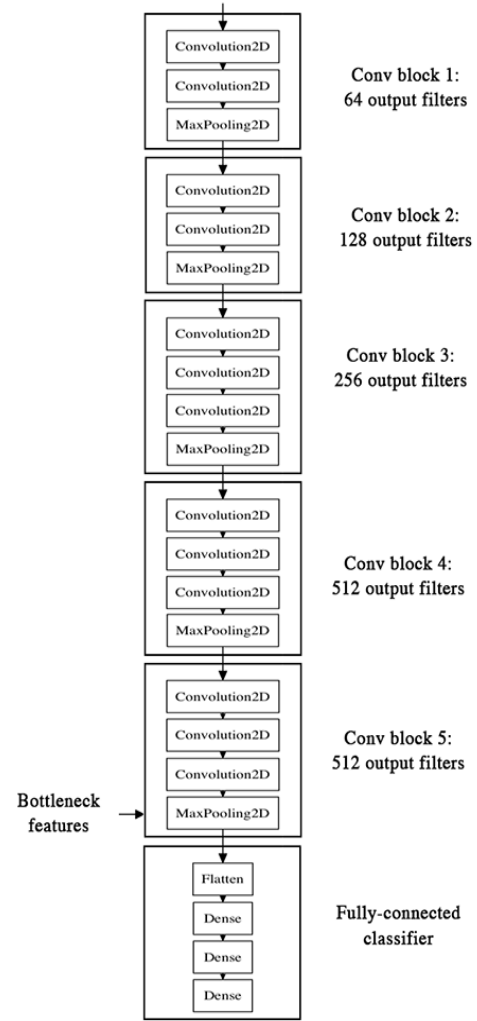 Convolution2D
Convolution2D
MaxPooling2D
Conv block 1:
64 output filters
Convolution2D
Convolution2D
MaxPooling2D
Conv block 2:
128 output filters
Convolution2D
Convolution2D
Convolution2D
MaxPooling2D
Conv block 3:
256 output filters
Convolution2D
Convolution2D
Convolution2D
MaxPooling2D
Conv block 4:
512 output filters
Convolution2D
Convolution2D
Convolution2D
MaxPooling2D
Conv block 5:
512 output filters
Bottleneck
features
Flatten
Dense
Dense
Dense
Fully-connected
classifier